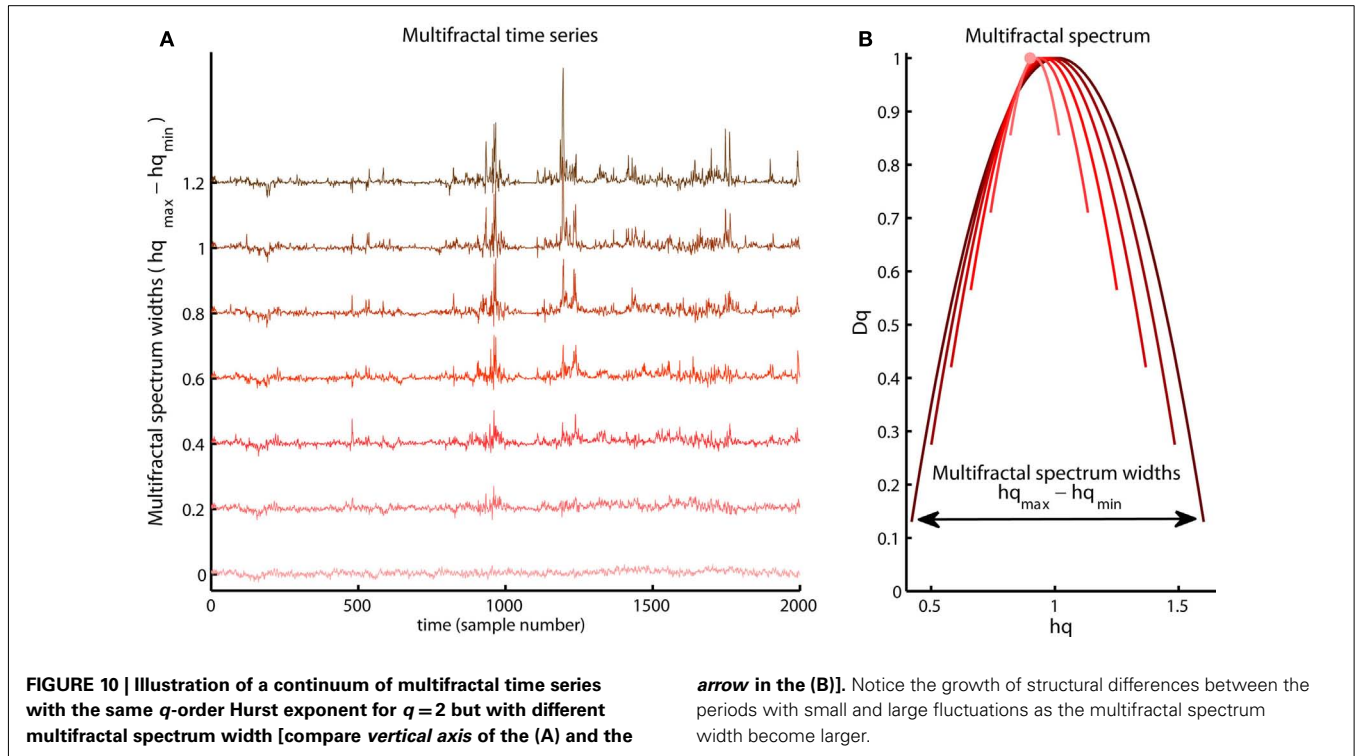 A
Multifractal time series
Multifractal spectrum widths ( hq max − hq min )
1.2
1
0.8
0.6
0.4
0.2
0
0
500
1000
1500
2000
time (sample number)
B
Multifractal spectrum
Dq
1
0.9
0.8
0.7
0.6
0.5
0.4
0.3
0.2
0.1
0
Multifractal spectrum widths
hq max − hq min
0.5
1
1.5
hq
FIGURE 10 | Illustration of a continuum of multifractal time series
with the same q-order Hurst exponent for q = 2 but with different
multifractal spectrum width [compare vertical axis of the (A) and the
arrow in the (B)]. Notice the growth of structural differences between the
periods with small and large fluctuations as the multifractal spectrum
width become larger.